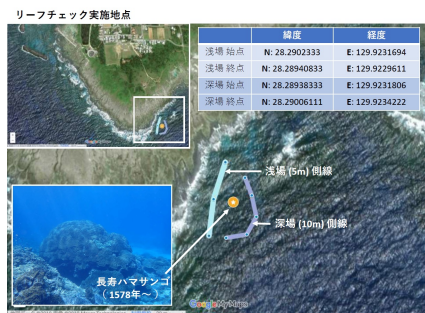 リーフチェック実施地点
緯度 経度
浅場 始点 N: 28.2902333 E: 129.9231694
浅場 終点 N: 28.28940833 E: 129.9229611
深場 始点 N: 28.28938333 E: 129.9231806
深場 終点 N: 28.29006111 E: 129.9234222
浅場 (5m) 側線
深場 (10m) 側線
長寿ハマサンゴ
（1578年～）
Google My Maps